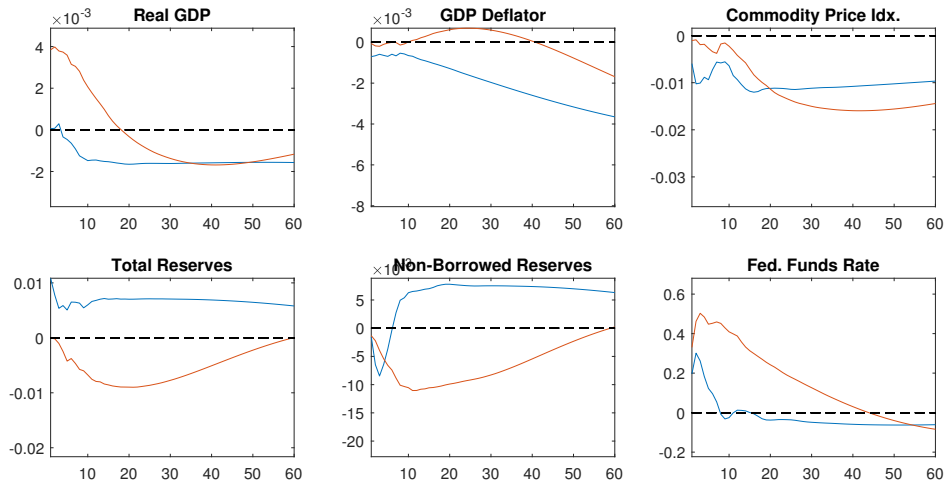 ×10⁻³
Real GDP
4
2
0
-2
10 20 30 40 50 60
×10⁻³
GDP Deflator
0
-2
-4
-6
-8
10 20 30 40 50 60
Commodity Price Idx.
0
-0.01
-0.02
-0.03
10 20 30 40 50 60
Total Reserves
0.01
0
-0.01
-0.02
10 20 30 40 50 60
Non-Borrowed Reserves
5
0
-5
-10
-15
-20
10 20 30 40 50 60
Fed. Funds Rate
0.6
0.4
0.2
0
-0.2
10 20 30 40 50 60